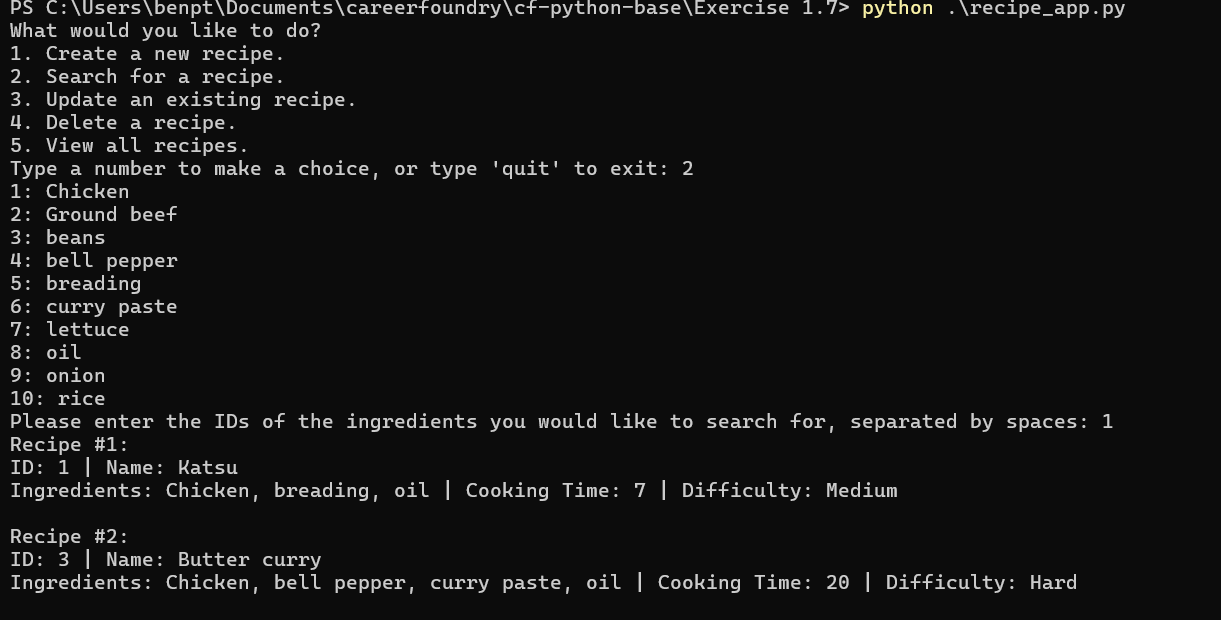 PS C:\Users\benpt\Documents\careerfoundry\cf-python-base\Exercise 1.7> python .\recipe_app.py
What would you like to do?
1. Create a new recipe.
2. Search for a recipe.
3. Update an existing recipe.
4. Delete a recipe.
5. View all recipes.
Type a number to make a choice, or type 'quit' to exit: 2
1: Chicken
2: Ground beef
3: beans
4: bell pepper
5: breading
6: curry paste
7: lettuce
8: oil
9: onion
10: rice
Please enter the IDs of the ingredients you would like to search for, separated by spaces: 1
Recipe #1:
ID: 1 | Name: Katsu
Ingredients: Chicken, breading, oil | Cooking Time: 7 | Difficulty: Medium
Recipe #2:
ID: 3 | Name: Butter curry
Ingredients: Chicken, bell pepper, curry paste, oil | Cooking Time: 20 | Difficulty: Hard